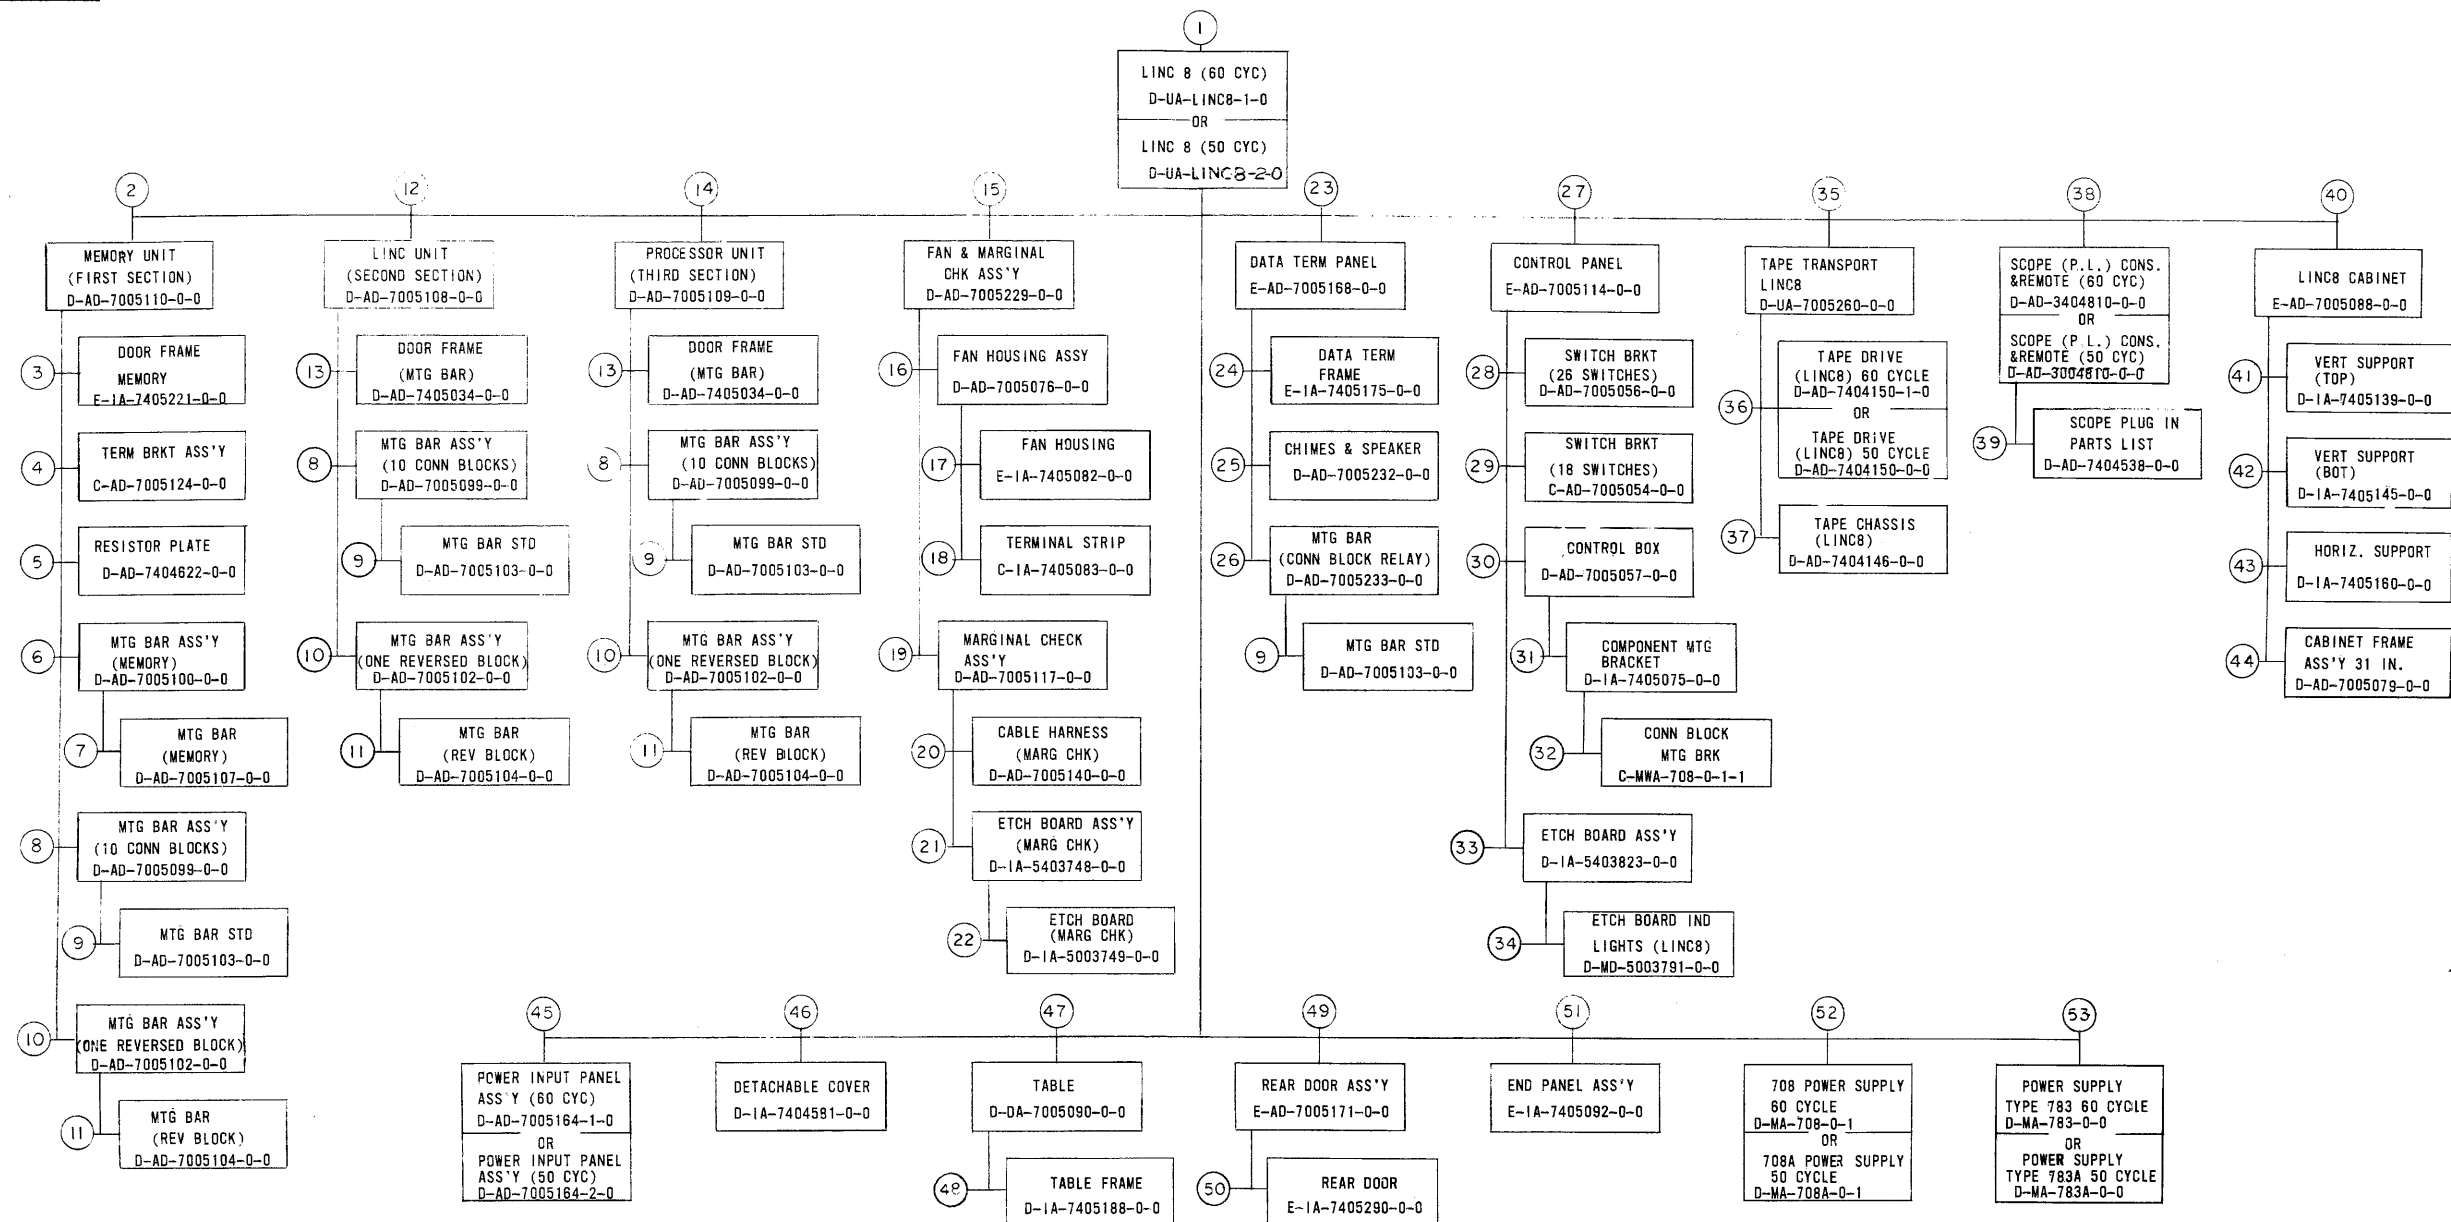 1
LINC 8 (60 CYC)
D-UA-LINC8-1-0
OR
LINC 8 (50 CYC)
D-UA-LINC8-2-0
2
MEMORY UNIT
(FIRST SECTION)
D-AD-7005110-0-0
3
DOOR FRAME
MEMORY
E-IA-7405221-0-0
4
TERM BRKT ASS'Y
C-AD-7005124-0-0
5
RESISTOR PLATE
D-AD-7404622-0-0
6
MTG BAR ASS'Y
(MEMORY)
D-AD-7005100-0-0
7
MTG BAR
(MEMORY)
D-AD-7005107-0-0
8
MTG BAR ASS'Y
(10 CONN BLOCKS)
D-AD-7005099-0-0
9
MTG BAR STD
D-AD-7005103-0-0
10
MTG BAR ASS'Y
(ONE REVERSED BLOCK)
D-AD-7005102-0-0
11
MTG BAR
(REV BLOCK)
D-AD-7005104-0-0
12
LINC UNIT
(SECOND SECTION)
D-AD-7005108-0-0
13
DOOR FRAME
(MTG BAR)
D-AD-7405034-0-0
8
MTG BAR ASS'Y
(10 CONN BLOCKS)
D-AD-7005099-0-0
9
MTG BAR STD
D-AD-7005103-0-0
10
MTG BAR ASS'Y
(ONE REVERSED BLOCK)
D-AD-7005102-0-0
11
MTG BAR
(REV BLOCK)
D-AD-7005104-0-0
14
PROCESSOR UNIT
(THIRD SECTION)
D-AD-7005109-0-0
13
DOOR FRAME
(MTG BAR)
D-AD-7405034-0-0
8
MTG BAR ASS'Y
(10 CONN BLOCKS)
D-AD-7005099-0-0
9
MTG BAR STD
D-AD-7005103-0-0
10
MTG BAR ASS'Y
(ONE REVERSED BLOCK)
D-AD-7005102-0-0
11
MTG BAR
(REV BLOCK)
D-AD-7005104-0-0
15
FAN & MARGINAL
CHK ASS'Y
D-AD-7005229-0-0
16
FAN HOUSING ASSY
D-AD-7005076-0-0
17
FAN HOUSING
E-IA-7405082-0-0
18
TERMINAL STRIP
C-IA-7405083-0-0
19
MARGINAL CHECK
ASS'Y
D-AD-7005117-0-0
20
CABLE HARNESS
(MARG CHK)
D-AD-7005140-0-0
21
ETCH BOARD ASS'Y
(MARG CHK)
D-IA-5403748-0-0
22
ETCH BOARD
(MARG CHK)
D-IA-5003749-0-0
23
DATA TERM PANEL
E-AD-7005168-0-0
24
DATA TERM
FRAME
E-IA-7405175-0-0
25
CHIMES & SPEAKER
D-AD-7005232-0-0
26
MTG BAR
(CONN BLOCK RELAY)
D-AD-7005233-0-0
9
MTG BAR STD
D-AD-7005103-0-0
27
CONTROL PANEL
E-AD-7005114-0-0
28
SWITCH BRKT
(26 SWITCHES)
D-AD-7005056-0-0
29
SWITCH BRKT
(18 SWITCHES)
C-AD-7005054-0-0
30
CONTROL BOX
D-AD-7005057-0-0
31
COMPONENT MTG
BRACKET
D-IA-7405075-0-0
32
CONN BLOCK
MTG BRK
C-MWA-708-0-1-1
33
ETCH BOARD ASS'Y
D-IA-5403823-0-0
34
ETCH BOARD IND
LIGHTS (LINC8)
D-MD-5003791-0-0
35
TAPE TRANSPORT
LINC8
D-UA-7005260-0-0
36
TAPE DRIVE
(LINC8) 60 CYCLE
D-AD-7404150-1-0
OR
TAPE DRIVE
(LINC8) 50 CYCLE
D-AD-7404150-0-0
37
TAPE CHASSIS
(LINC8)
D-AD-7404146-0-0
38
SCOPE (P.L.) CONS.
&REMOTE (60 CYC)
D-AD-3404810-0-0
OR
SCOPE (P.L.) CONS.
&REMOTE (50 CYC)
D-AD-3004810-0-0
39
SCOPE PLUG IN
PARTS LIST
D-AD-7404538-0-0
40
LINC8 CABINET
E-AD-7005088-0-0
41
VERT SUPPORT
(TOP)
D-IA-7405139-0-0
42
VERT SUPPORT
(BOT)
D-IA-7405145-0-0
43
HORIZ. SUPPORT
D-IA-7405160-0-0
44
CABINET FRAME
ASS'Y 31 IN.
D-AD-7005079-0-0
45
POWER INPUT PANEL
ASS'Y (60 CYC)
D-AD-7005164-1-0
OR
POWER INPUT PANEL
ASS'Y (50 CYC)
D-AD-7005164-2-0
46
DETACHABLE COVER
D-IA-7404581-0-0
47
TABLE
D-DA-7005090-0-0
48
TABLE FRAME
D-IA-7405188-0-0
49
REAR DOOR ASS'Y
E-AD-7005171-0-0
50
REAR DOOR
E-IA-7405290-0-0
51
END PANEL ASS'Y
E-IA-7405092-0-0
52
708 POWER SUPPLY
60 CYCLE
D-MA-708-0-1
OR
708A POWER SUPPLY
50 CYCLE
D-MA-708A-0-1
53
POWER SUPPLY
TYPE 783 60 CYCLE
D-MA-783-0-0
OR
POWER SUPPLY
TYPE 783A 50 CYCLE
D-MA-783A-0-0